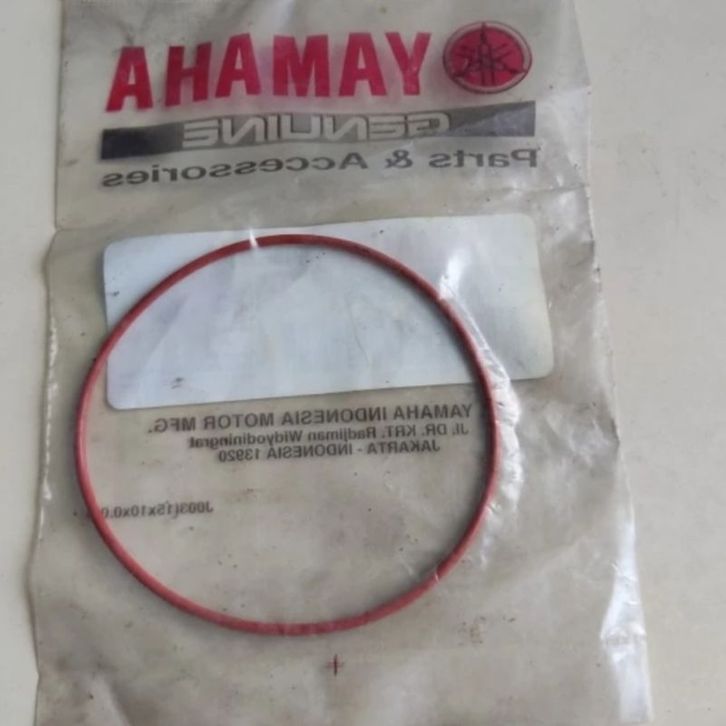 YAMAHA
GENUINE
Parts & Accessories
YAMAHA INDONESIA MOTOR MFG.
Jl. DR. KRT. Radjiman Widyodiningrat
JAKARTA - INDONESIA 13920